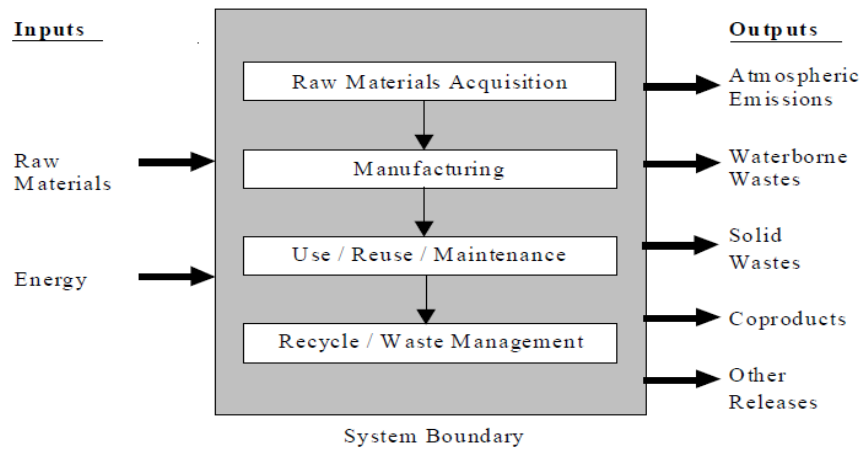 Inputs
Raw
Materials
Energy
Raw Materials Acquisition
Manufacturing
Use / Reuse / Maintenance
Recycle / Waste Management
System Boundary
Outputs
Atmospheric
Emissions
Waterborne
Wastes
Solid
Wastes
Coproducts
Other
Releases